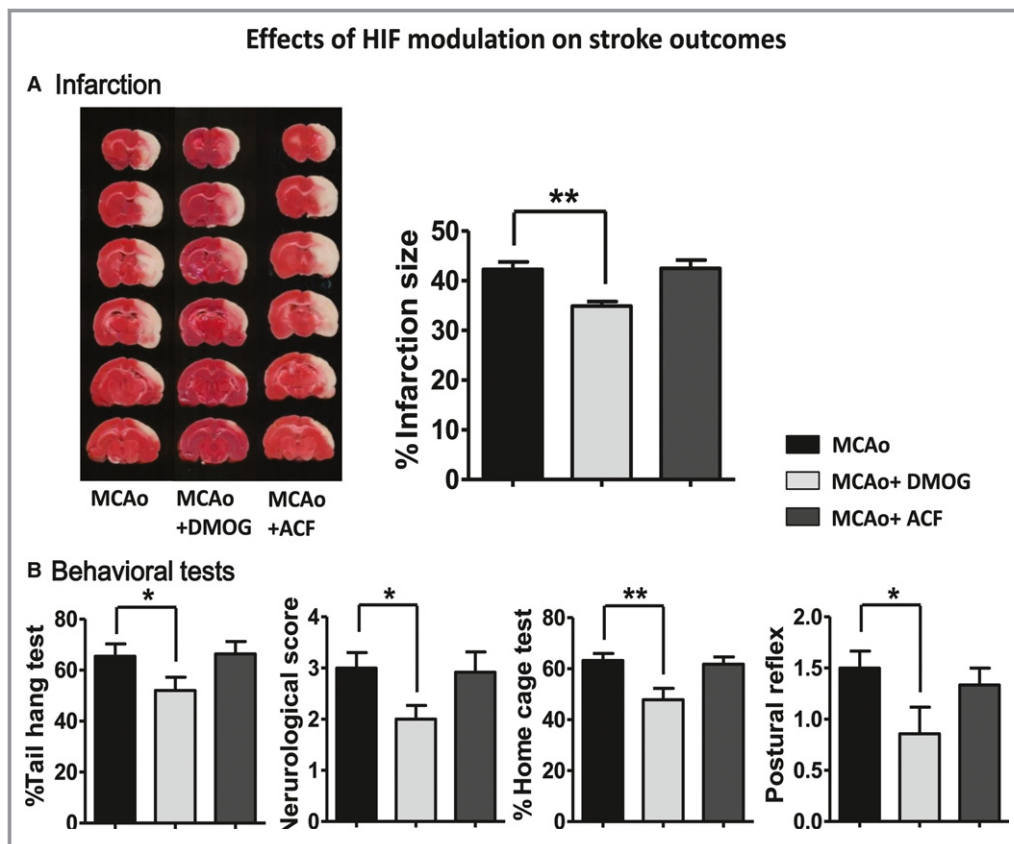 Effects of HIF modulation on stroke outcomes
A Infarction
MCAo
MCAo
+DMOG
MCAo
+ACF
% Infarction size
50
40
30
20
10
0
**
MCAo
MCAo+ DMOG
MCAo+ ACF
B Behavioral tests
%Tail hang test
80
60
40
20
0
*
Nerurological score
4
3
2
1
0
*
% Home cage test
80
60
40
20
0
**
Postural reflex
2.0
1.5
1.0
0.5
0.0
*